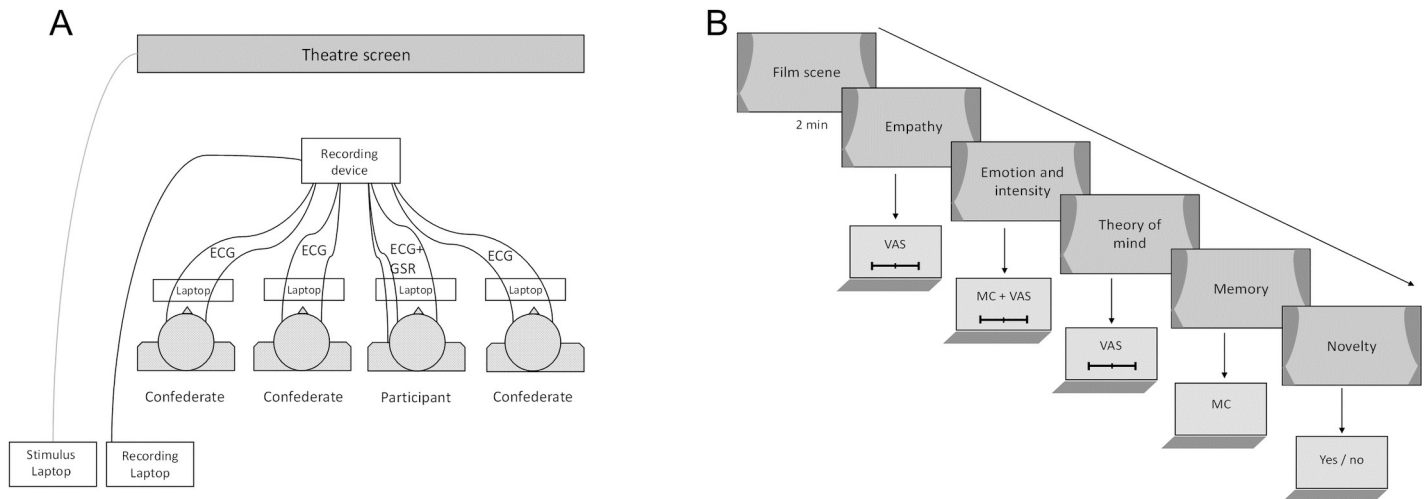 A
Theatre screen
Recording
device
ECG
ECG
ECG+
GSR
ECG
Laptop
Laptop
Laptop
Laptop
Confederate
Confederate
Participant
Confederate
Stimulus
Laptop
Recording
Laptop
B
Film scene
2 min
Empathy
VAS
Emotion and
intensity
MC + VAS
Theory of
mind
VAS
Memory
MC
Novelty
Yes / no